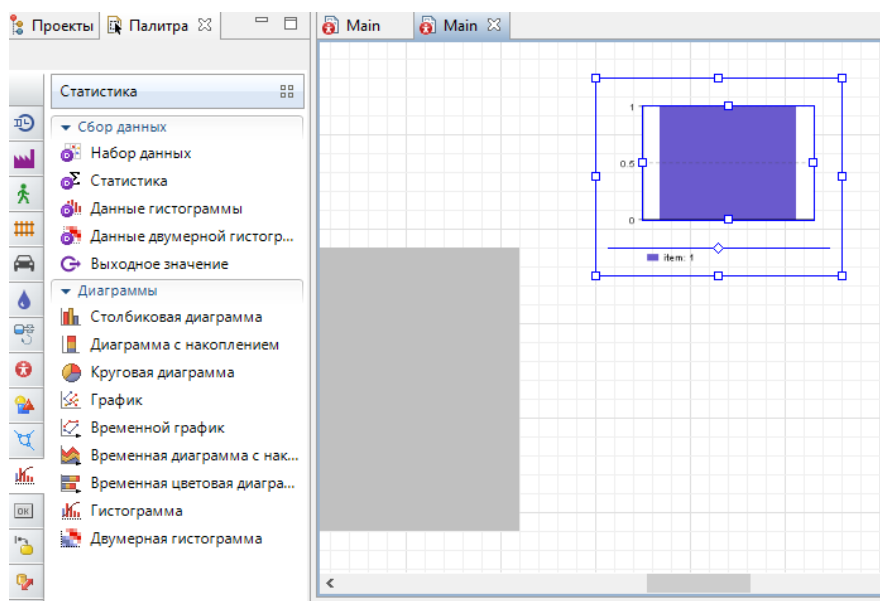 Проекты Палитра Main Main
Статистика
Сбор данных
Набор данных
Статистика
Данные гистограммы
Данные двумерной гистогр...
Выходное значение
Диаграммы
Столбиковая диаграмма
Диаграмма с накоплением
Круговая диаграмма
График
Временной график
Временная диаграмма с нак...
Временная цветовая диагра...
Гистограмма
Двумерная гистограмма
OK
1
0.5
0
item: 1